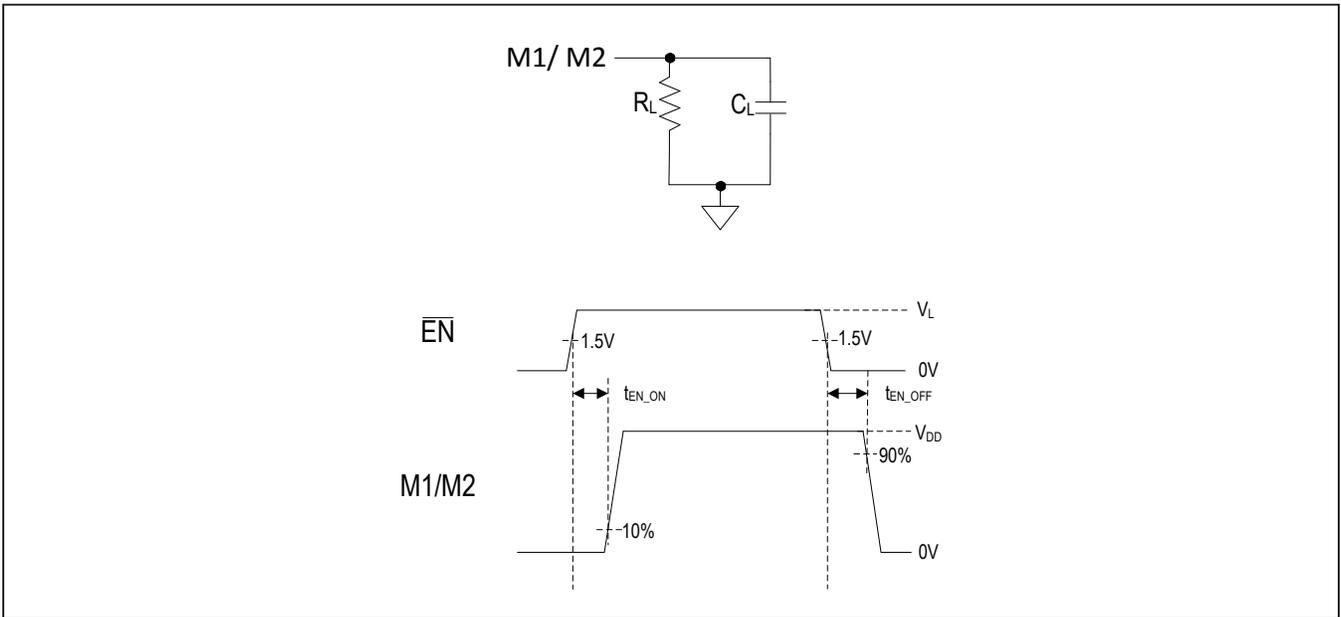 M1/ M2
RL
CL
EN
VL
1.5V
1.5V
0V
tEN_ON
tEN_OFF
VDD
90%
M1/M2
10%
0V